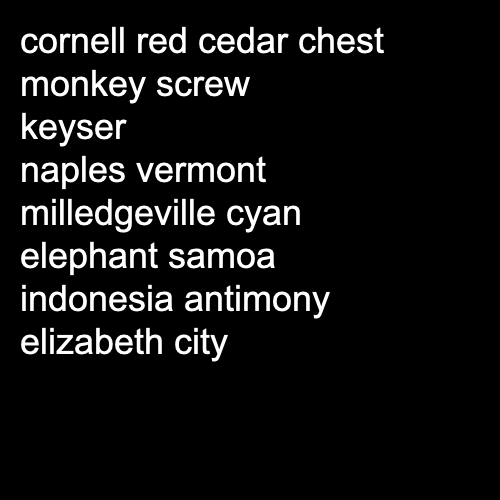 cornell red cedar chest
monkey screw
keyser
naples vermont
milledgeville cyan
elephant samoa
indonesia antimony
elizabeth city